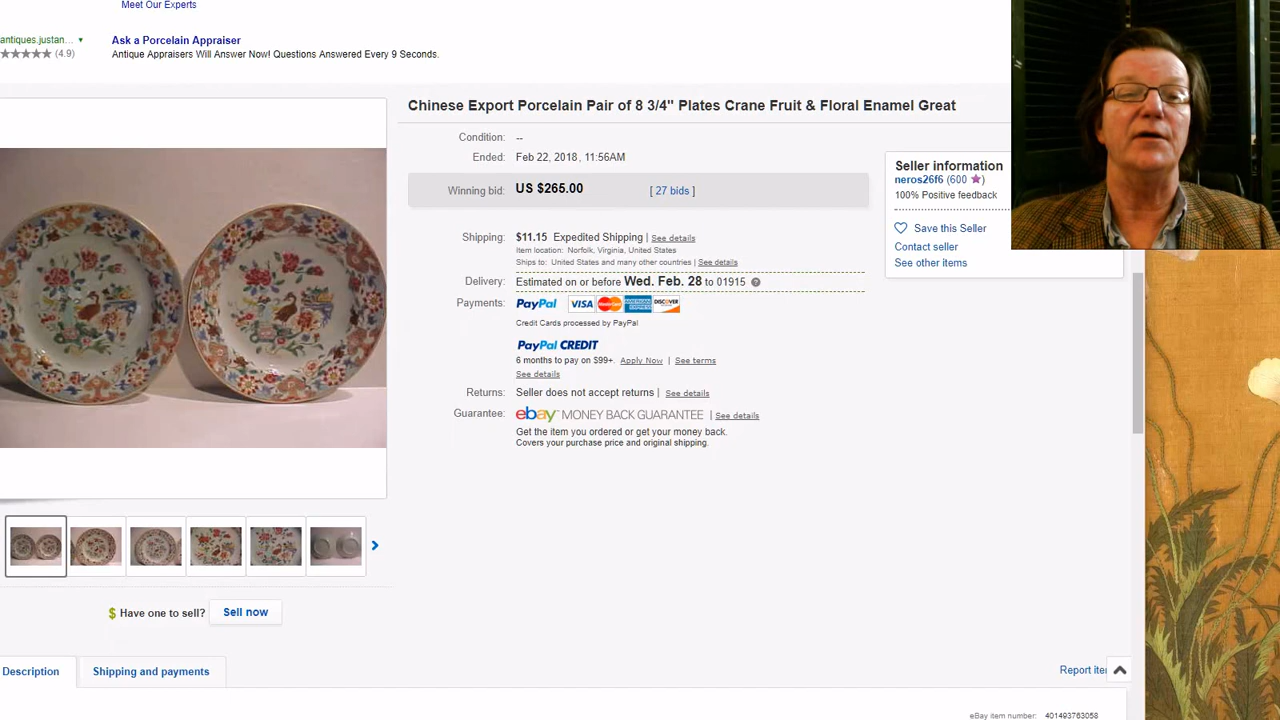 Meet Our Experts
antiques.justan... ▾
(4.9)
Ask a Porcelain Appraiser
Antique Appraisers Will Answer Now! Questions Answered Every 9 Seconds.
Chinese Export Porcelain Pair of 8 3/4" Plates Crane Fruit & Floral Enamel Great
Condition: --
Ended: Feb 22, 2018 , 11:56AM
Winning bid: US $265.00 [ 27 bids ]
Shipping: $11.15 Expedited Shipping | See details
Item location: Norfolk, Virginia, United States
Ships to: United States and many other countries | See details
Delivery: Estimated on or before Wed. Feb. 28 to 01915
Payments: PayPal VISA MasterCard AMERICAN EXPRESS DISCOVER
Credit Cards processed by PayPal
PayPal CREDIT
6 months to pay on $99+. Apply Now | See terms
See details
Returns: Seller does not accept returns | See details
Guarantee: ebay MONEY BACK GUARANTEE | See details
Get the item you ordered or get your money back.
Covers your purchase price and original shipping.
Seller information
neros26f6 (600 ★)
100% Positive feedback
Save this Seller
Contact seller
See other items
$ Have one to sell? Sell now
Description
Shipping and payments
Report ite
eBay item number: 401493763058